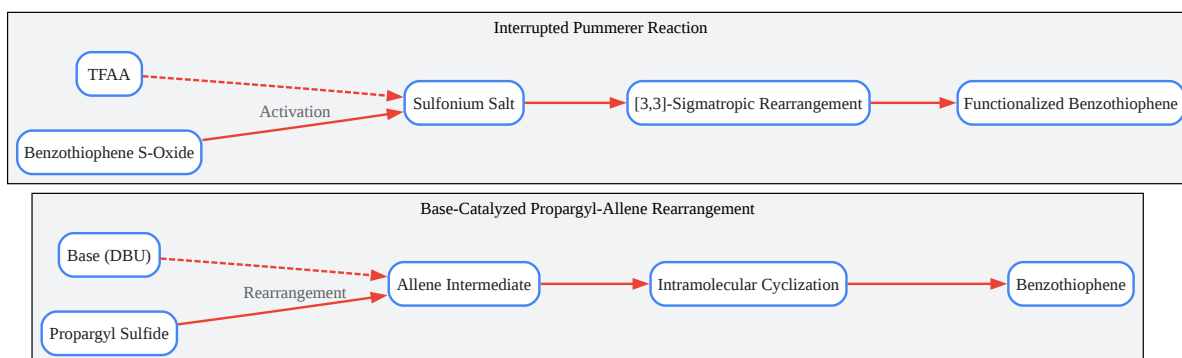 Interrupted Pummerer Reaction
TFAA
Activation
Sulfonium Salt
[3,3]-Sigmatropic Rearrangement
Functionalized Benzothiophene
Benzothiophene S-Oxide
Base-Catalyzed Propargyl-Allene Rearrangement
Base (DBU)
Rearrangement
Allene Intermediate
Intramolecular Cyclization
Benzothiophene
Propargyl Sulfide